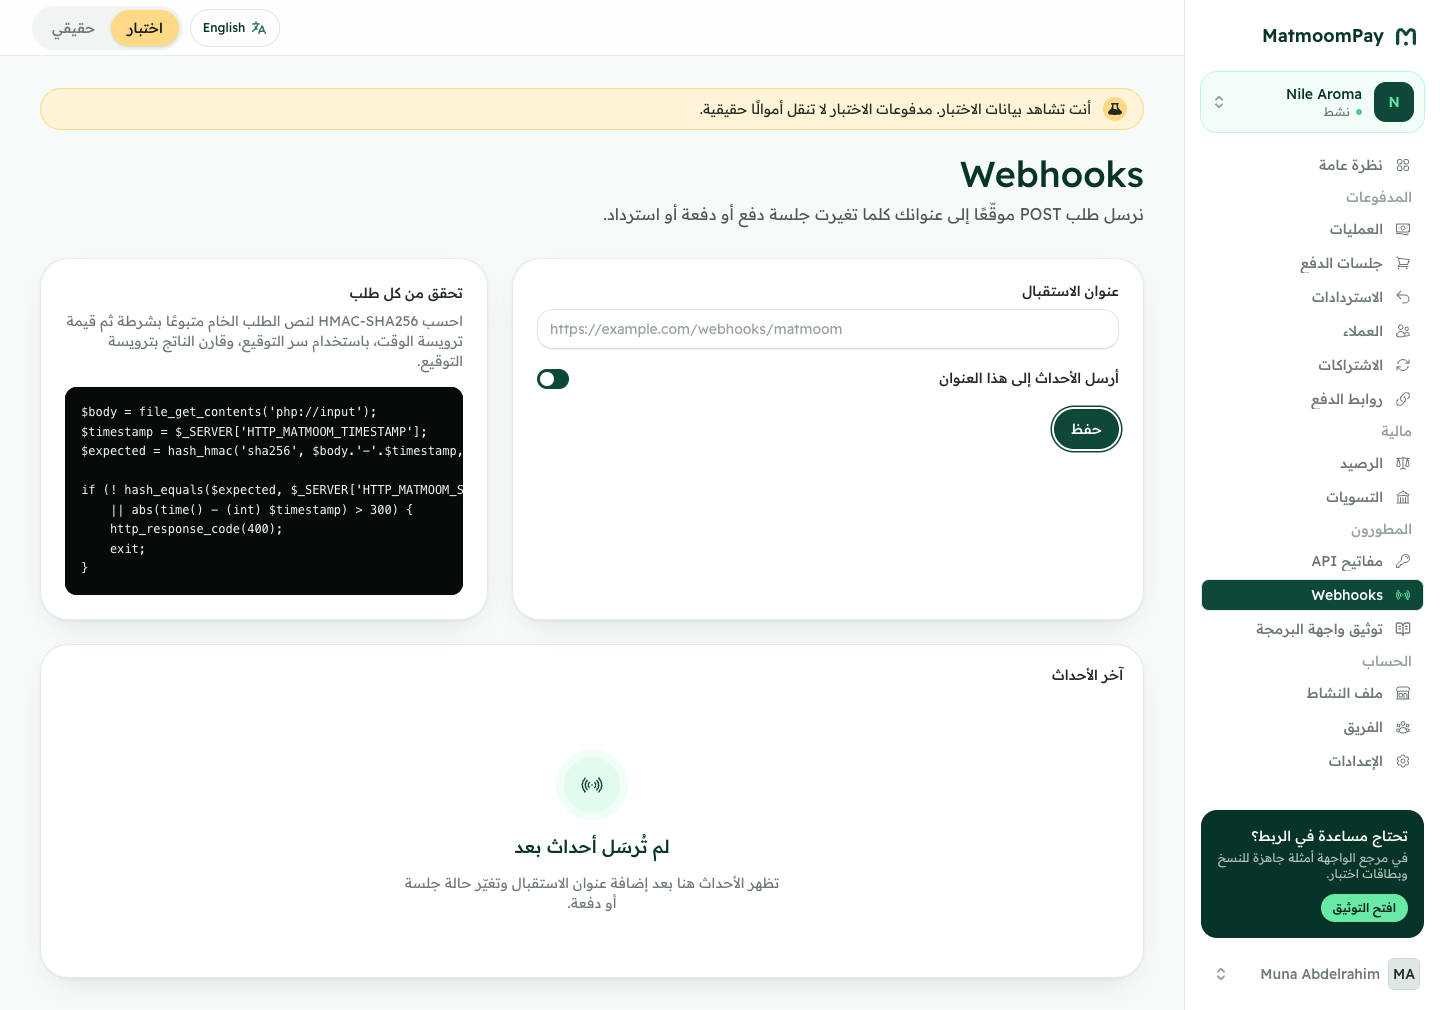 MatmoomPay
N
Nile Aroma
نشط
نظرة عامة
المدفوعات
العمليات
جلسات الدفع
الاستردادات
العملاء
الاشتراكات
روابط الدفع
مالية
الرصيد
التسويات
المطورون
مفاتيح API
Webhooks
توثيق واجهة البرمجة
الحساب
ملف النشاط
الفريق
الإعدادات
تحتاج مساعدة في الربط؟
في مرجع الواجهة أمثلة جاهزة للنسخ
وبطاقات اختبار.
افتح التوثيق
MA
Muna Abdelrahim
English
اختبار
حقيقي
أنت تشاهد بيانات الاختبار. مدفوعات الاختبار لا تنقل أموالًا حقيقية.
Webhooks
نرسل طلب POST موقّعًا إلى عنوانك كلما تغيرت جلسة دفع أو دفعة أو استرداد.
عنوان الاستقبال
https://example.com/webhooks/matmoom
أرسل الأحداث إلى هذا العنوان
حفظ
تحقق من كل طلب
احسب HMAC-SHA256 لنص الطلب الخام متبوعًا بشرطة ثم قيمة
ترويسة الوقت، باستخدام سر التوقيع، وقارن الناتج بترويسة
التوقيع.
$body = file_get_contents('php://input');
$timestamp = $_SERVER['HTTP_MATMOOM_TIMESTAMP'];
$expected = hash_hmac('sha256', $body.'-'.$timestamp,
if (! hash_equals($expected, $_SERVER['HTTP_MATMOOM_S
|| abs(time() - (int) $timestamp) > 300) {
http_response_code(400);
exit;
}
آخر الأحداث
لم تُرسَل أحداث بعد
تظهر الأحداث هنا بعد إضافة عنوان الاستقبال وتغيّر حالة جلسة
أو دفعة.